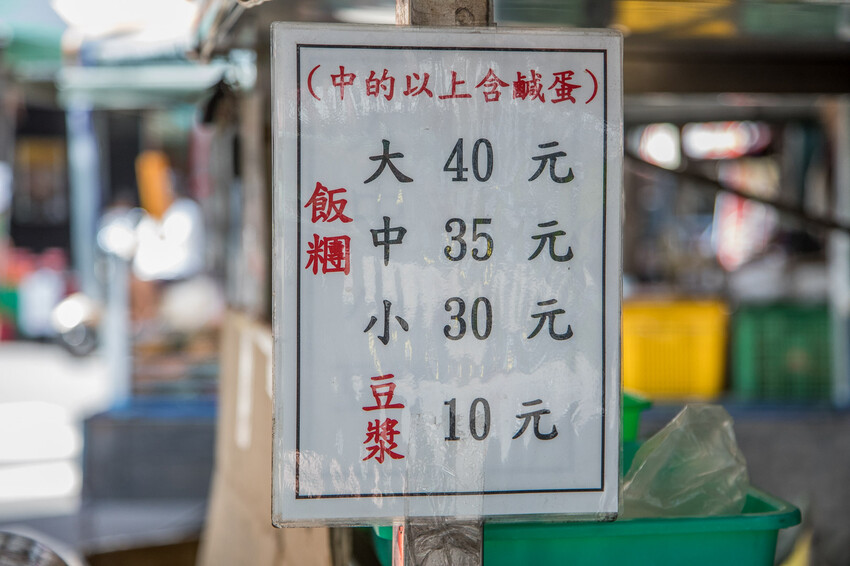 (中的以上含鹹蛋)
飯糰
大 40 元
中 35 元
小 30 元
豆漿 10 元